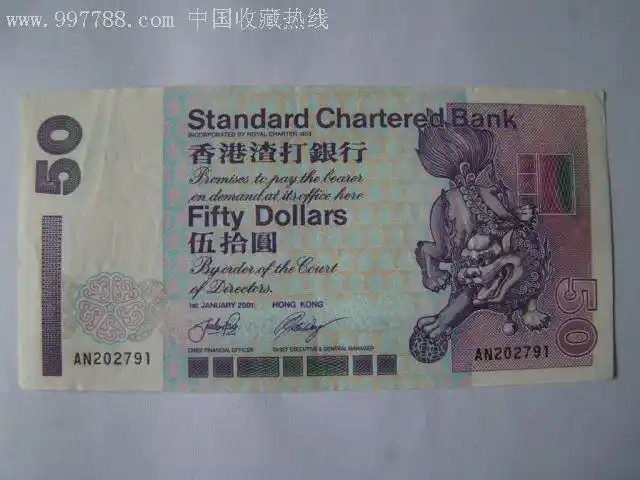 www.997788.com 中国收藏热线
50
Standard Chartered Bank
INCORPORATED BY ROYAL CHARTER 1853
香港渣打銀行
Promises to pay the bearer
on demand at its office here
Fifty Dollars
伍拾圓
By order of the Court
of Directors.
1st JANUARY 2001 HONG KONG
CHIEF FINANCIAL OFFICER CHIEF EXECUTIVE & GENERAL MANAGER
AN202791
AN202791
50